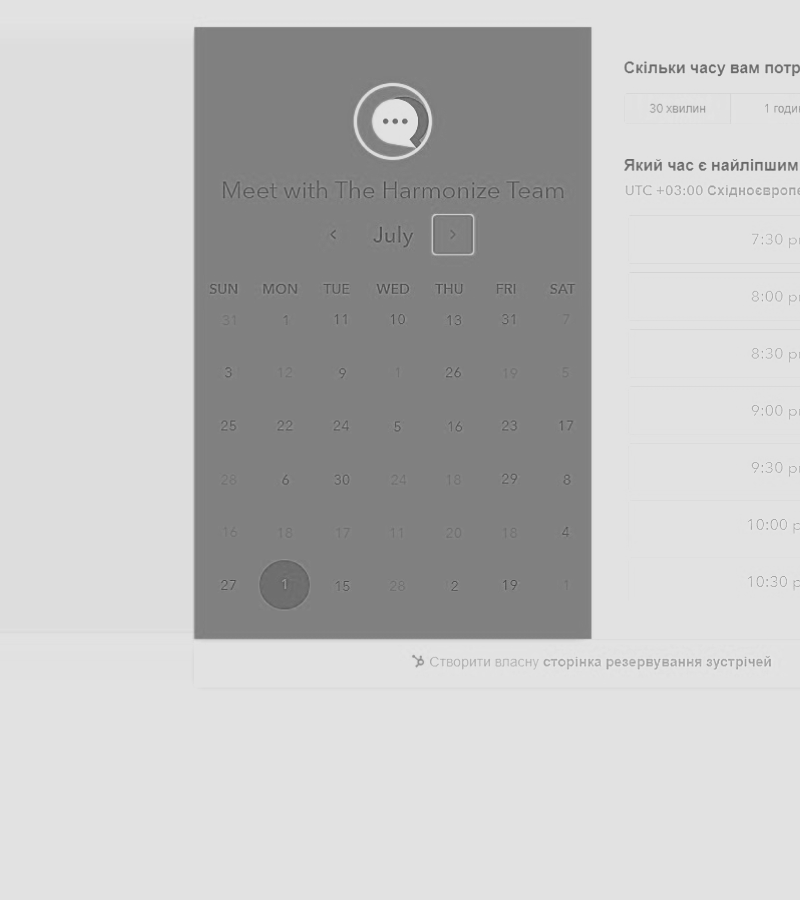 Meet with The Harmonize Team
July
SUN MON TUE WED THU FRI SAT
31 1 11 10 13 31 7
3 12 9 1 26 19 5
25 22 24 5 16 23 17
28 6 30 24 18 29 8
16 18 17 11 20 18 4
27 1 15 28 2 19 1
Скільки часу вам
30 хвилин 1
Який час є найліпшим
UTC +03:00
7:30
8:00
8:30
9:00
9:30
10:00
10:30
Створити власну сторінка резервування зустрічей